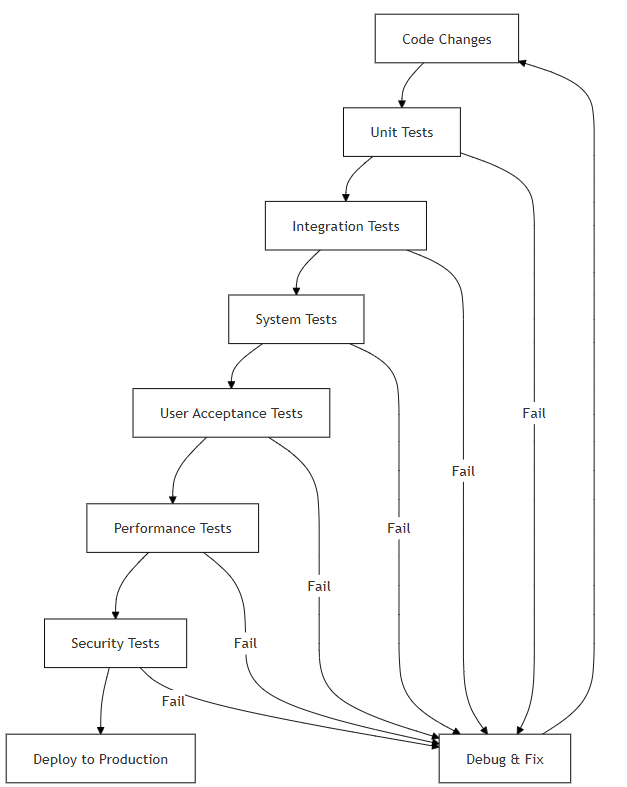 Code Changes
Unit Tests
Integration Tests
System Tests
User Acceptance Tests
Fail
Fail
Performance Tests
Fail
Fail
Security Tests
Fail
Fail
Deploy to Production
Debug & Fix